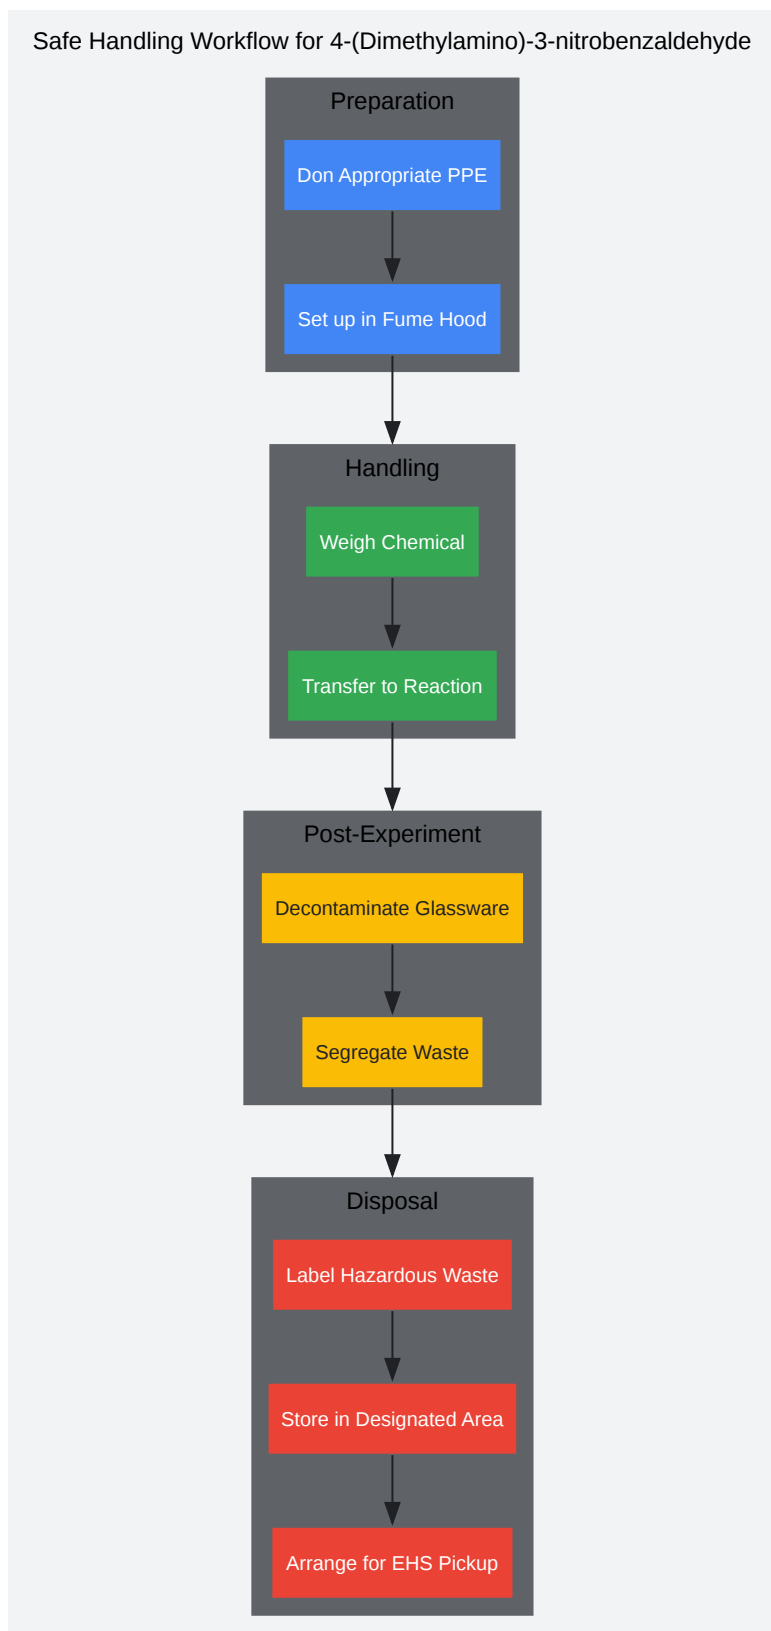 Safe Handling Workflow for 4-(Dimethylamino)-3-nitrobenzaldehyde
Preparation
Don Appropriate PPE
Set up in Fume Hood
Handling
Weigh Chemical
Transfer to Reaction
Post-Experiment
Decontaminate Glassware
Segregate Waste
Disposal
Label Hazardous Waste
Store in Designated Area
Arrange for EHS Pickup